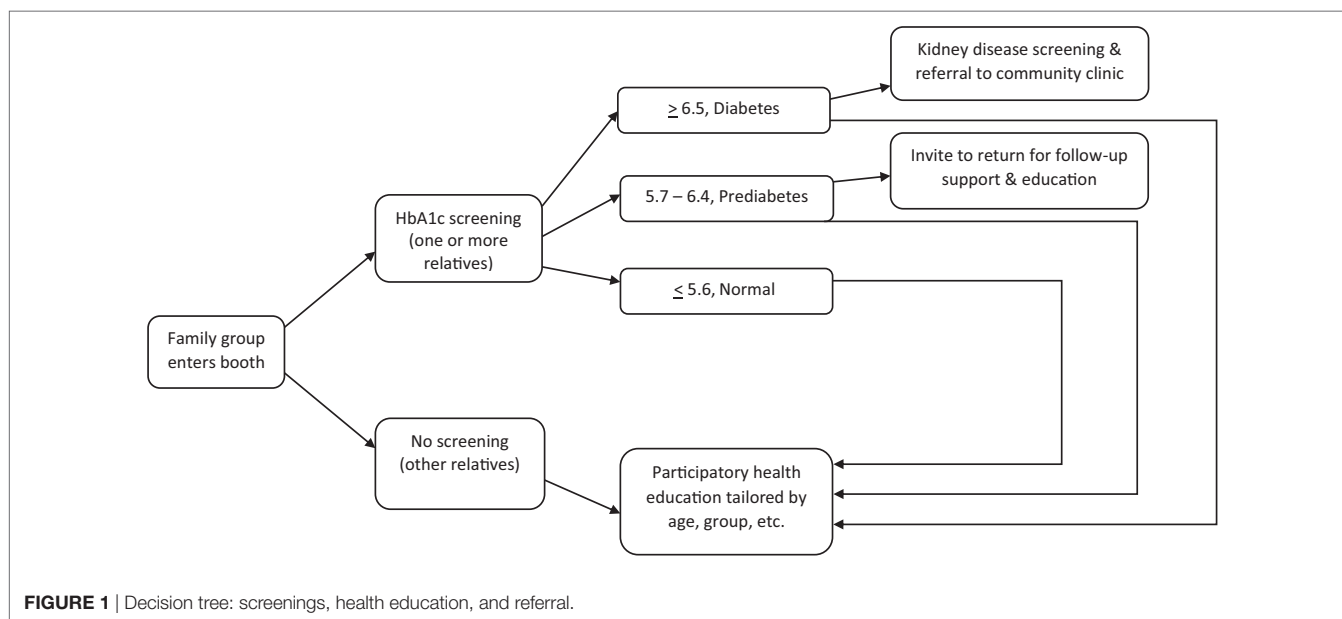 Kidney disease screening &
referral to community clinic
≥ 6.5, Diabetes
Invite to return for follow-up
support & education
5.7 – 6.4, Prediabetes
HbA1c screening
(one or more
relatives)
≤ 5.6, Normal
Family group
enters booth
No screening
(other relatives)
Participatory health
education tailored by
age, group, etc.
FIGURE 1 | Decision tree: screenings, health education, and referral.